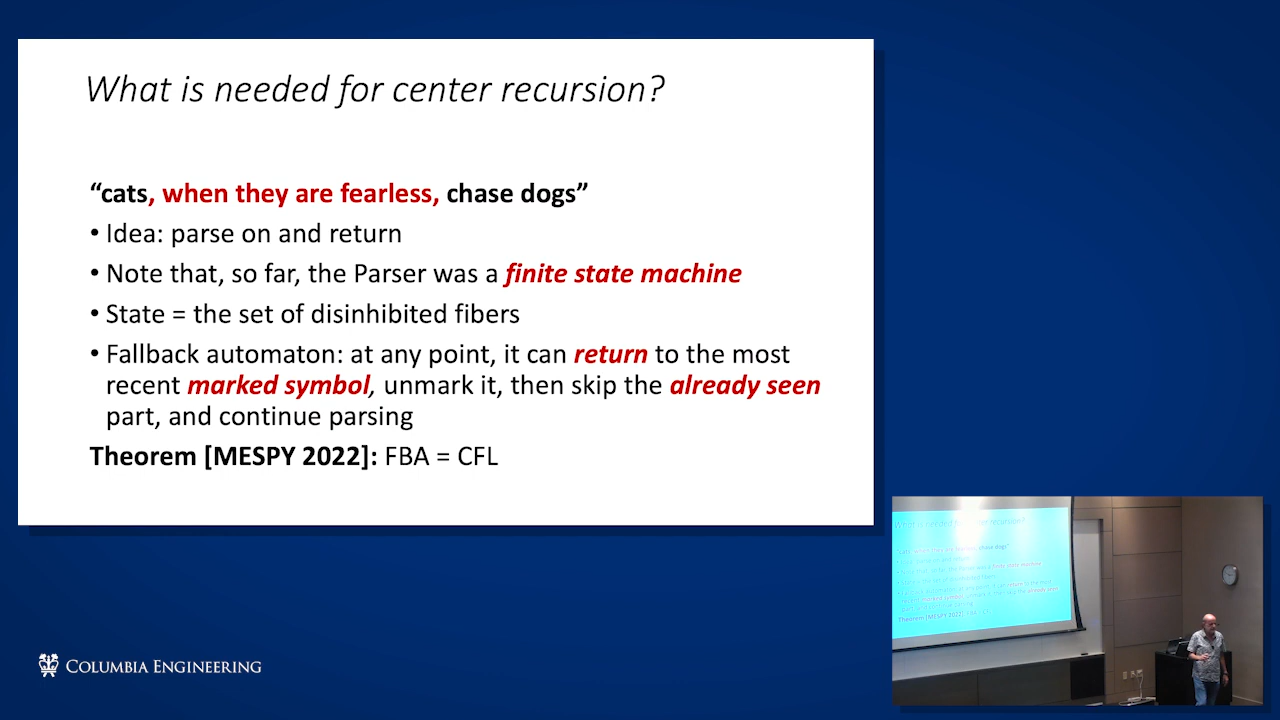 What is needed for center recursion?
“cats, when they are fearless, chase dogs”
• Idea: parse on and return
• Note that, so far, the Parser was a finite state machine
• State = the set of disinhibited fibers
• Fallback automaton: at any point, it can return to the most
recent marked symbol, unmark it, then skip the already seen
part, and continue parsing
Theorem [MESPY 2022]: FBA = CFL
COLUMBIA ENGINEERING